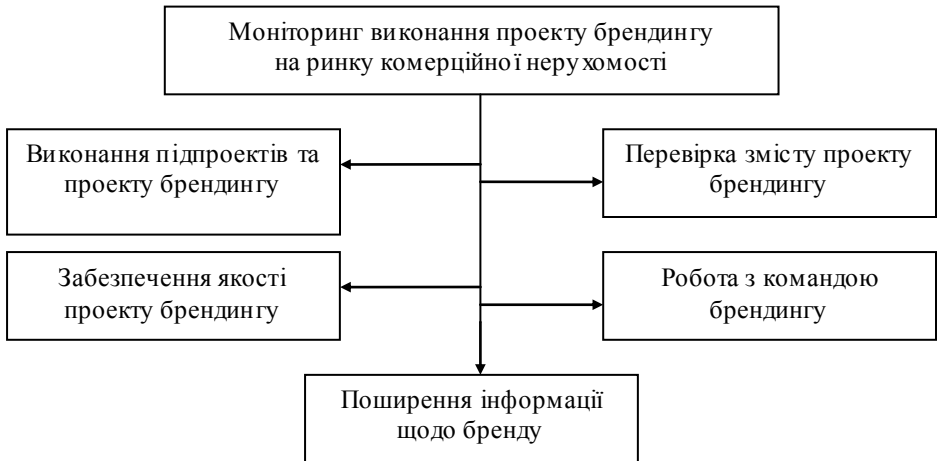 Моніторинг виконання проекту брендингу
на ринку комерційної нерухомості
Виконання підпроектів та
проекту брендингу
Перевірка змісту проекту
брендингу
Забезпечення якості
проекту брендингу
Робота з командою
брендингу
Поширення інформації
щодо бренду